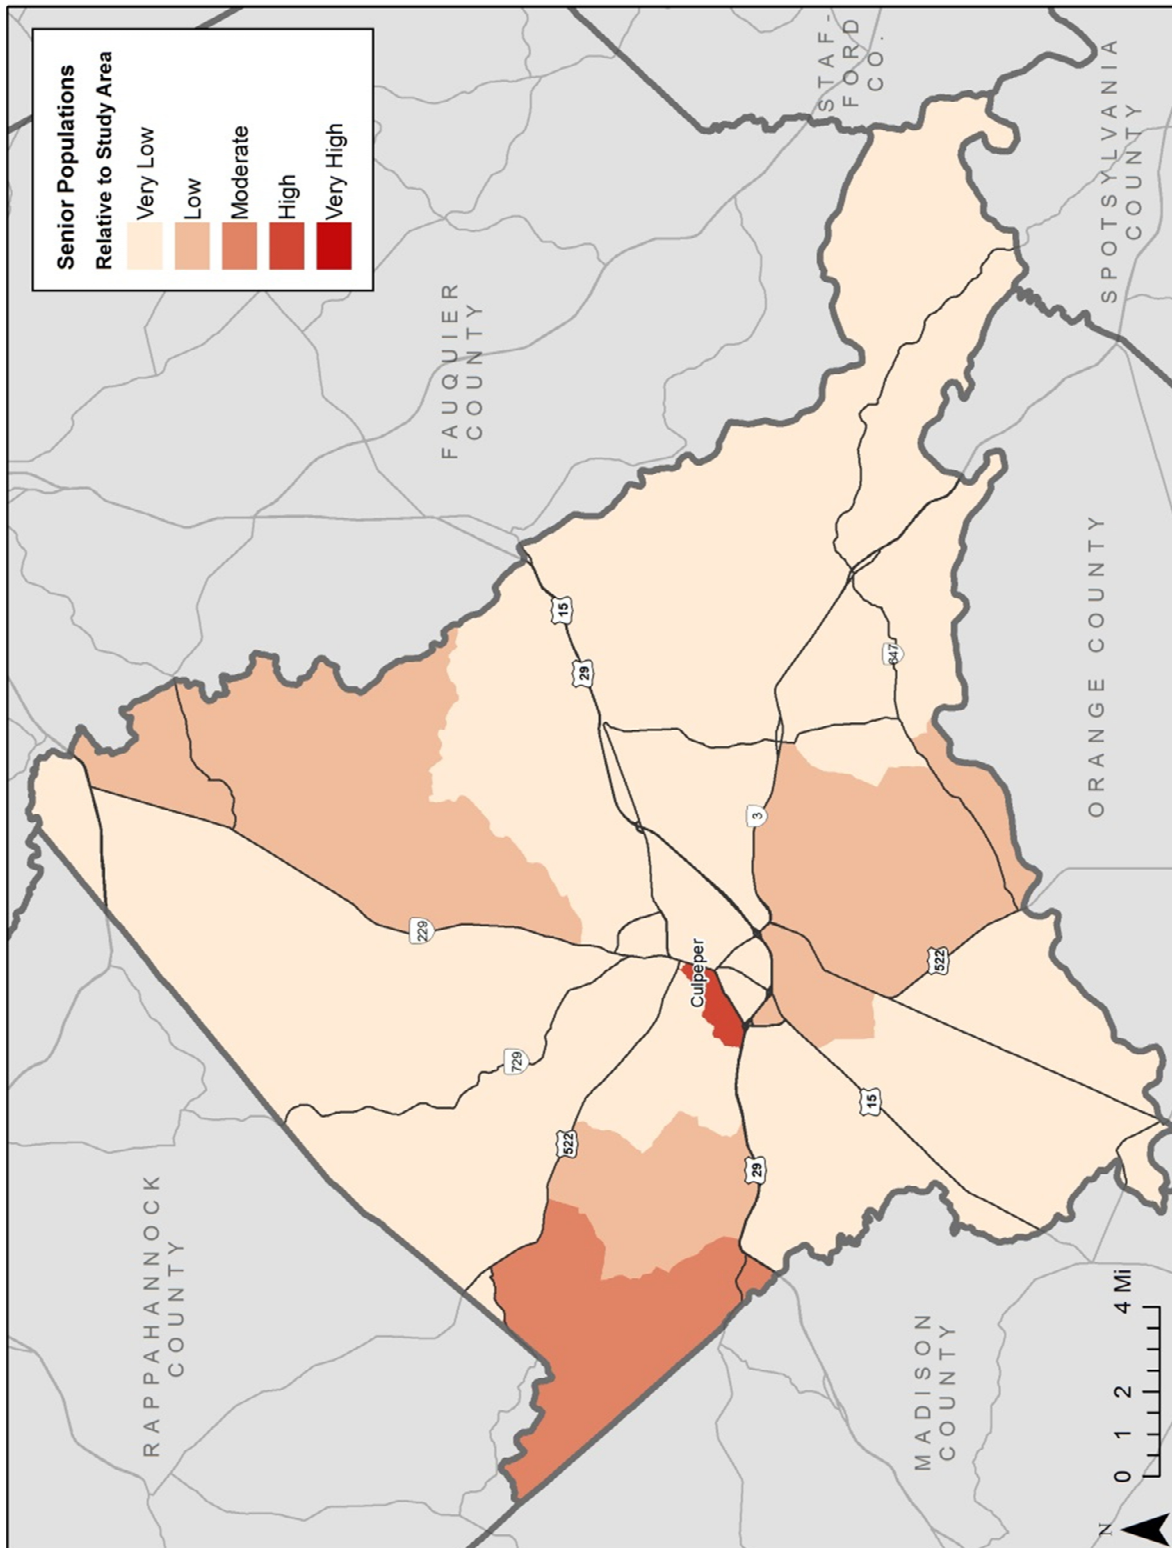 Senior Populations
Relative to Study Area
Very Low
Low
Moderate
High
Very High
STAF-
FORD
CO.
FAUQUIER
COUNTY
SPOTSYLVANIA
COUNTY
RAPPAHANNOCK
COUNTY
ORANGE COUNTY
MADISON
COUNTY
Culpeper
15
29
229
729
522
3
647
522
15
29
0 1 2 4 Mi
N